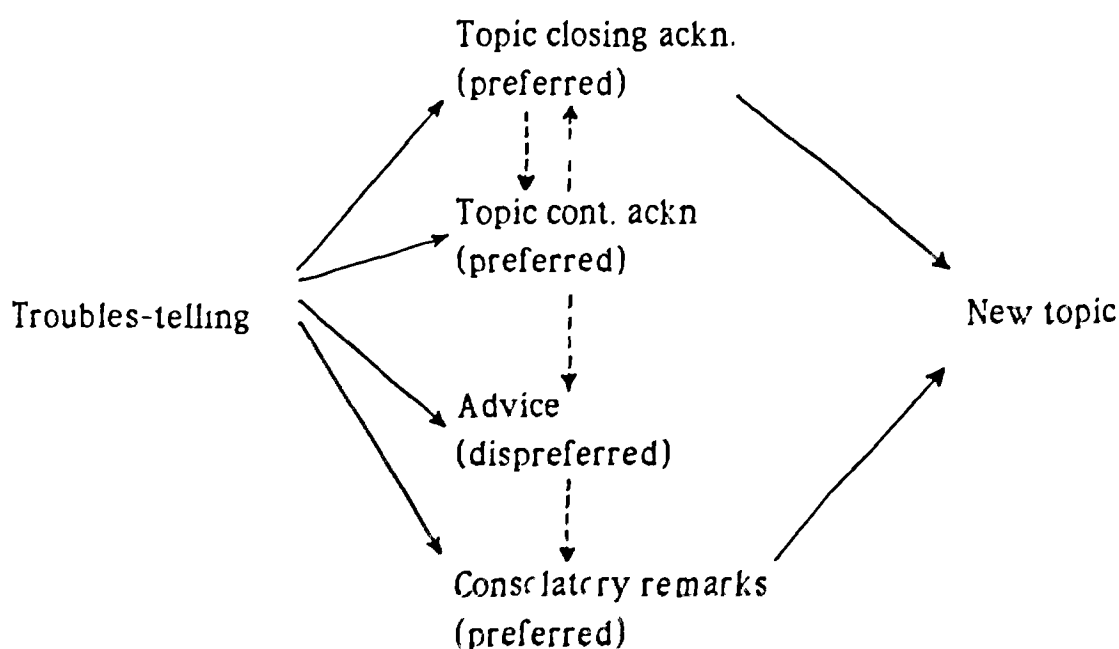 Topic closing ackn.
(preferred)
Topic cont. ackn
(preferred)
Troubles-telling
New topic
Advice
(dispreferred)
Consolatory remarks
(preferred)